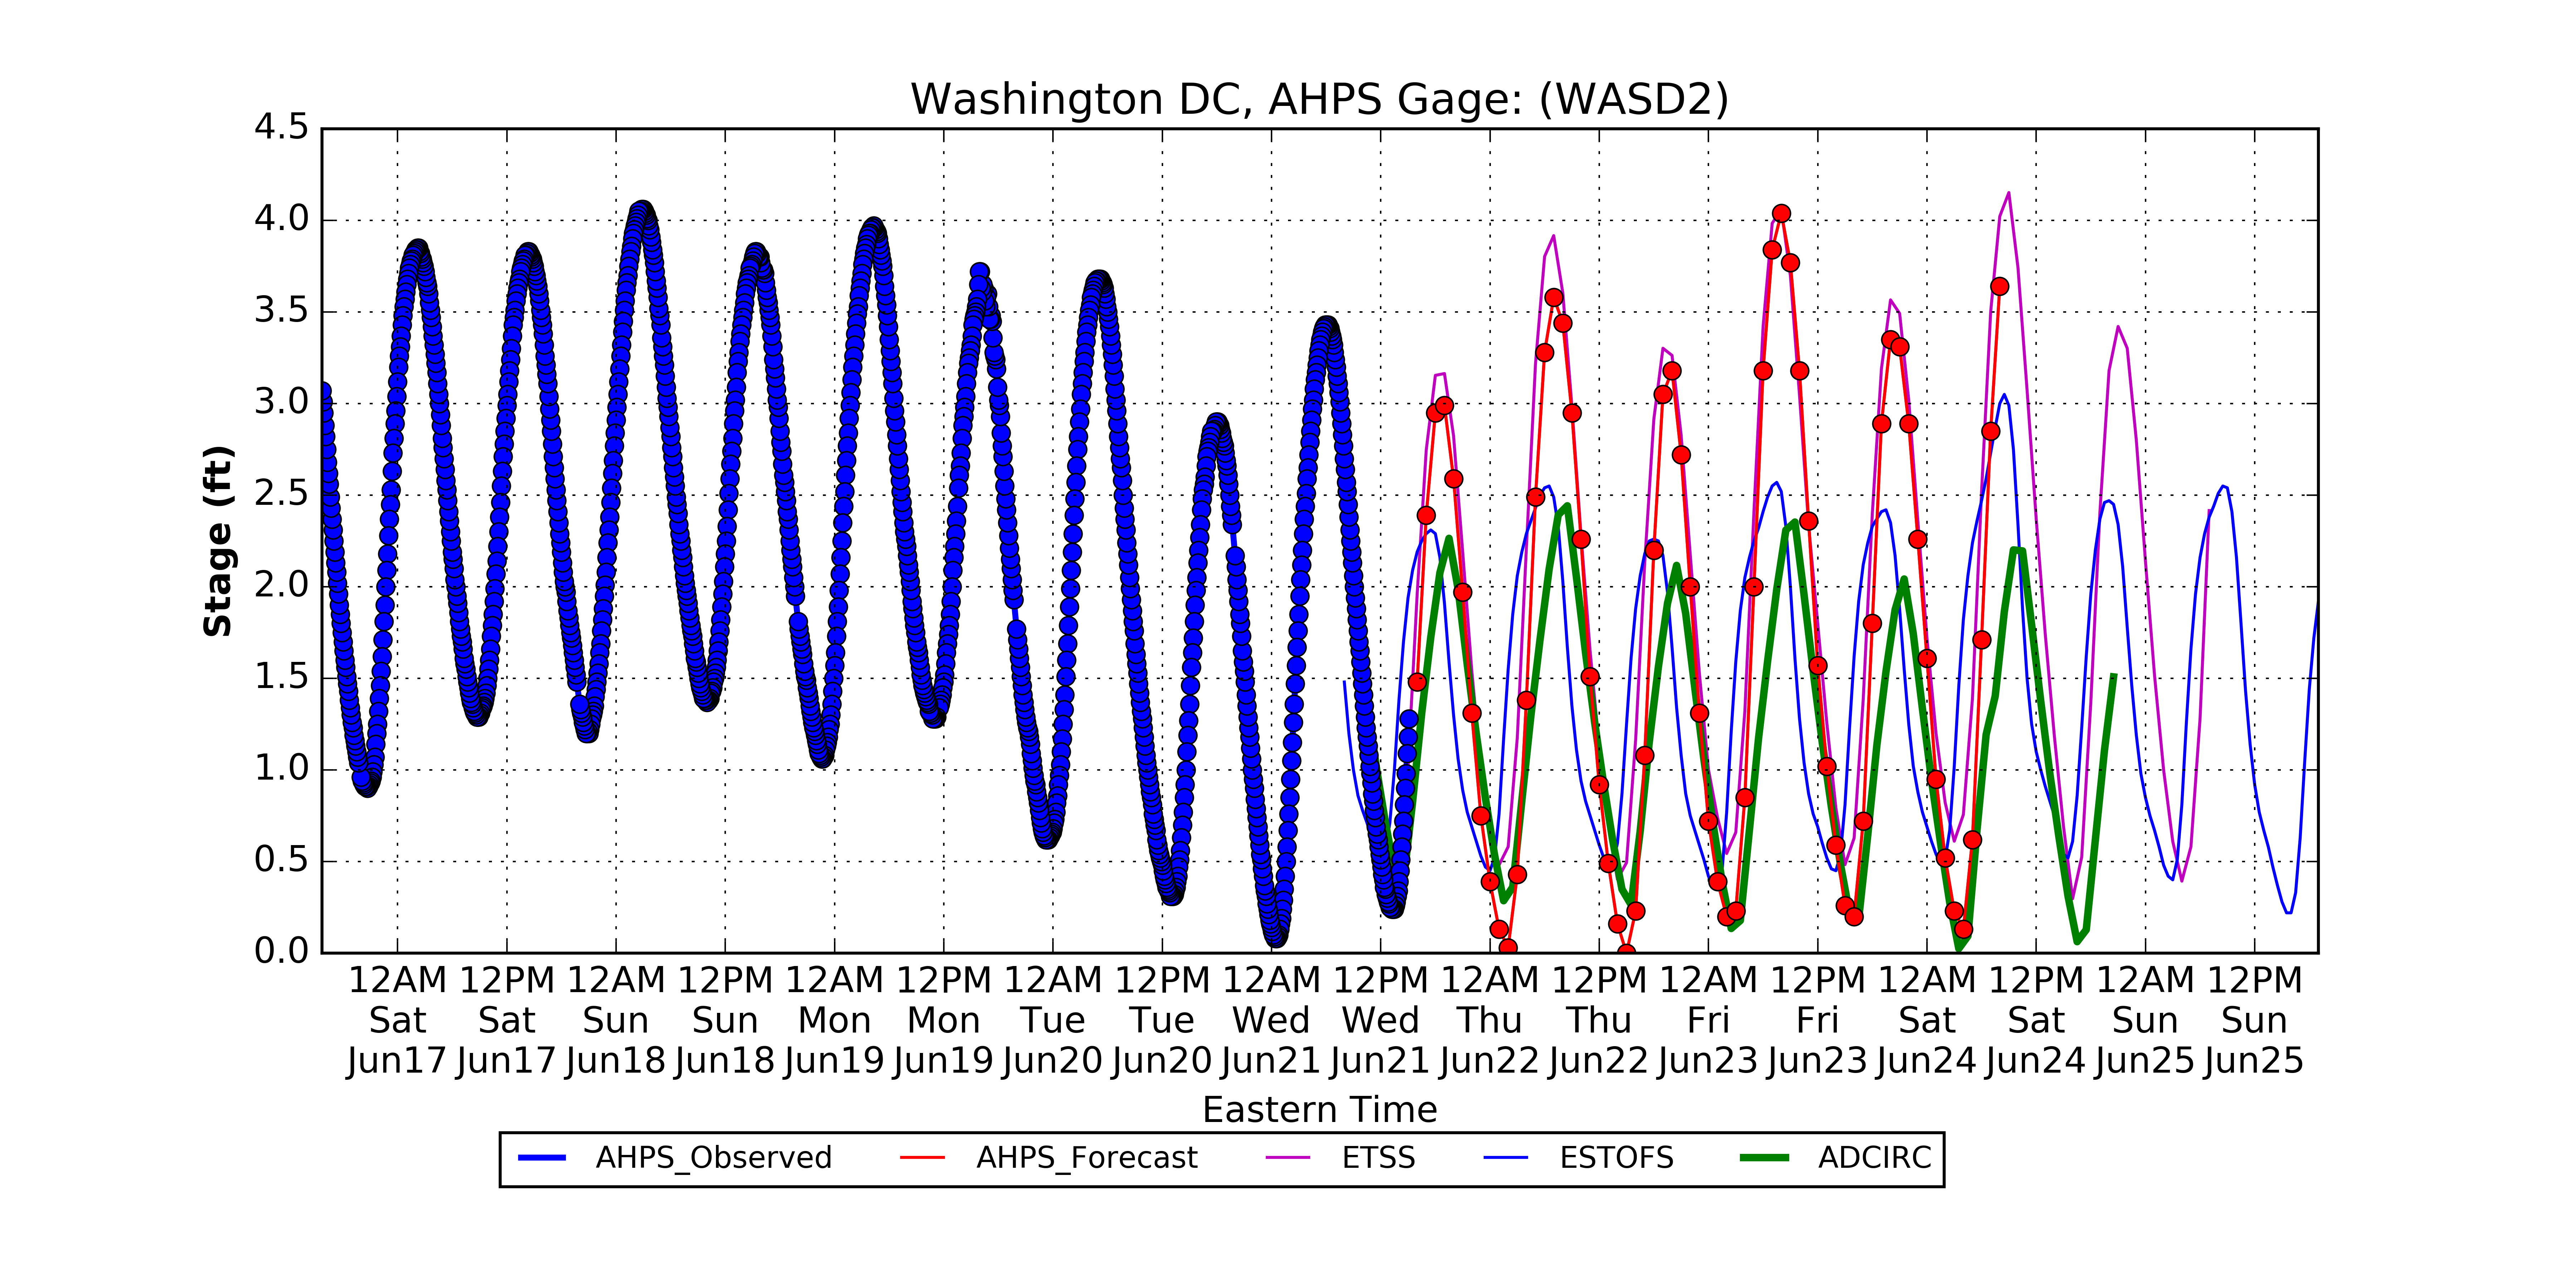 Washington DC, AHPS Gage: (WASD2)
4.5
4.0
3.5
3.0
2.5
2.0
1.5
1.0
0.5
0.0
Stage (ft)
12AM 12PM 12AM 12PM 12AM 12PM 12AM 12PM 12AM 12PM 12AM 12PM 12AM 12PM 12AM 12PM 12AM 12PM
Sat Sat Sun Sun Mon Mon Tue Tue Wed Wed Thu Thu Fri Fri Sat Sat Sun Sun
Jun17 Jun17 Jun18 Jun18 Jun19 Jun19 Jun20 Jun20 Jun21 Jun21 Jun22 Jun22 Jun23 Jun23 Jun24 Jun24 Jun25 Jun25
Eastern Time
AHPS_Observed AHPS_Forecast ETSS ESTOFS ADCIRC